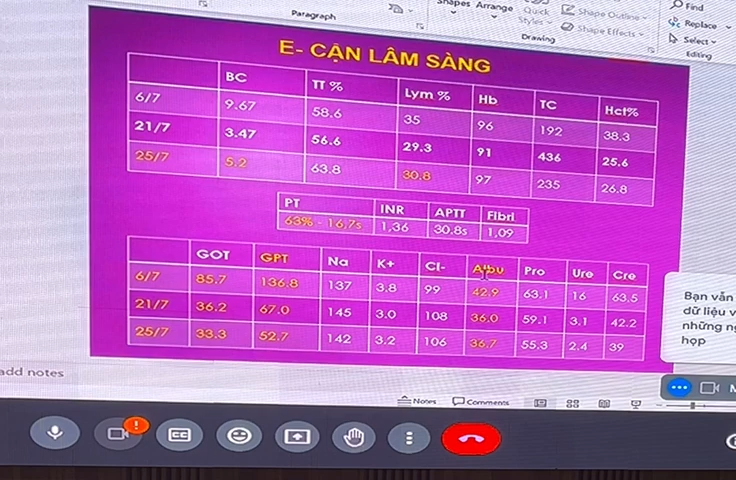 Paragraph
Shapes Arrange Quick Styles
Shape Outline
Shape Effects
Drawing
Find
Replace
Select
Editing
E- CẬN LÂM SÀNG
BC TT % Lym % Hb TC Hct%
6/7 9.67 58.6 35 96 192 38.3
21/7 3.47 56.6 29.3 91 436 25.6
25/7 5.2 63.8 30.8 97 235 26.8
PT INR APTT Fibri
63% - 16,7s 1,36 30.8s 1,09
GOT GPT Na K+ Cl- Albu Pro Ure Cre
6/7 85.7 136.8 137 3.8 99 42.9 63.1 16 63.5
21/7 36.2 67.0 145 3.0 108 36.0 59.1 3.1 42.2
25/7 33.3 52.7 142 3.2 106 36.7 55.3 2.4 39
Bạn vẫn
dữ liệu v
những n
họp
add notes
Notes Comments
M
CC